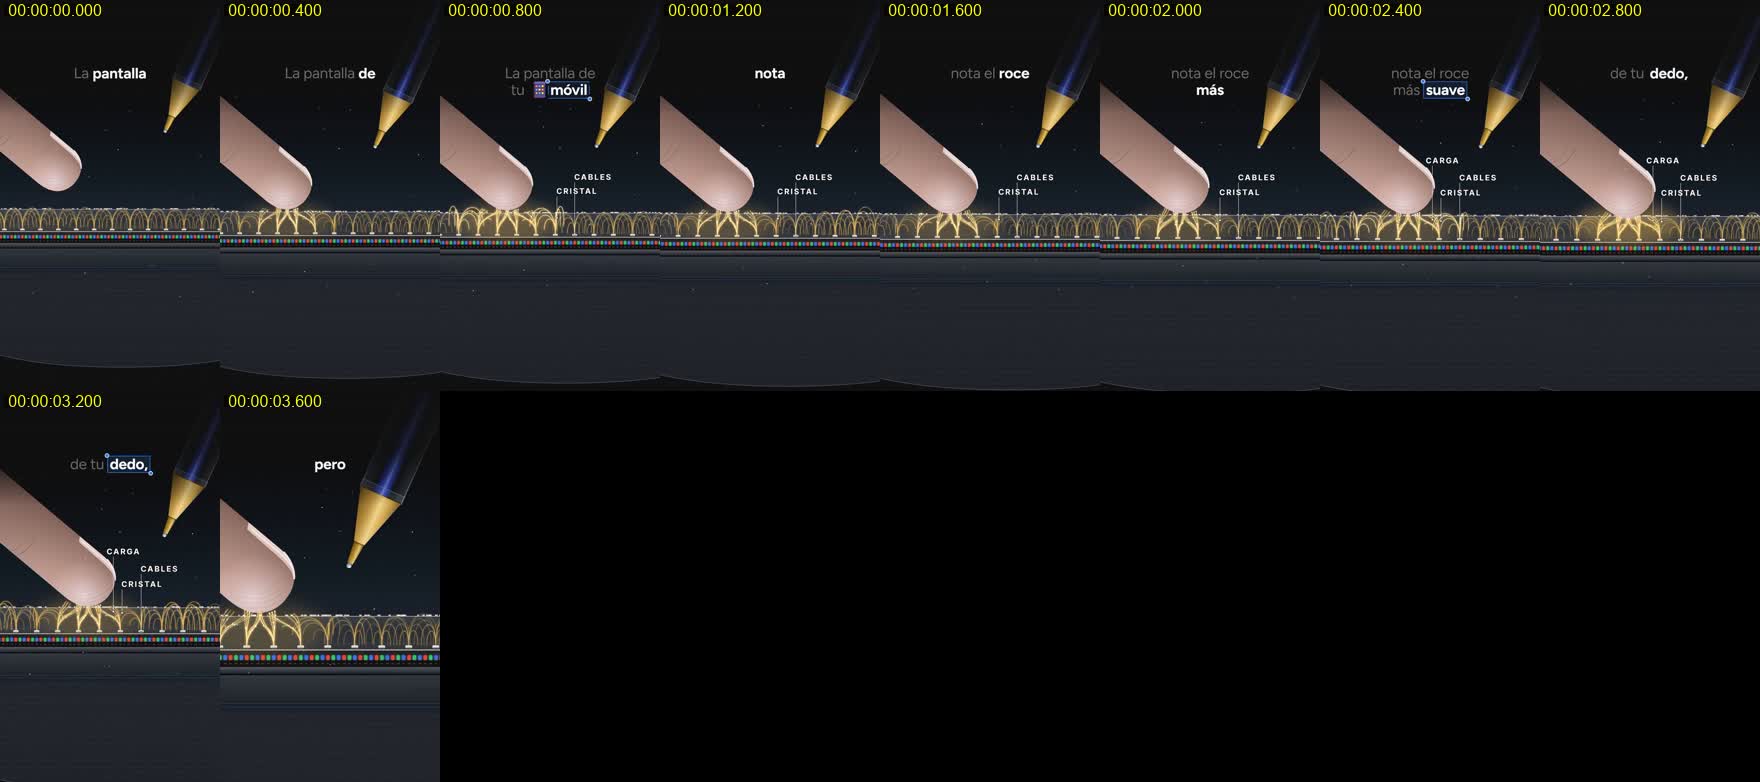 00:00:00.000
La pantalla
00:00:00.400
La pantalla de
00:00:00.800
La pantalla de
tu móvil
CABLES
CRISTAL
00:00:01.200
nota
CABLES
CRISTAL
00:00:01.600
nota el roce
CABLES
CRISTAL
00:00:02.000
nota el roce
más
CABLES
CRISTAL
00:00:02.400
nota el roce
más suave
CARGA
CABLES
CRISTAL
00:00:02.800
de tu dedo,
CARGA
CABLES
CRISTAL
00:00:03.200
de tu dedo,
CARGA
CABLES
CRISTAL
00:00:03.600
pero